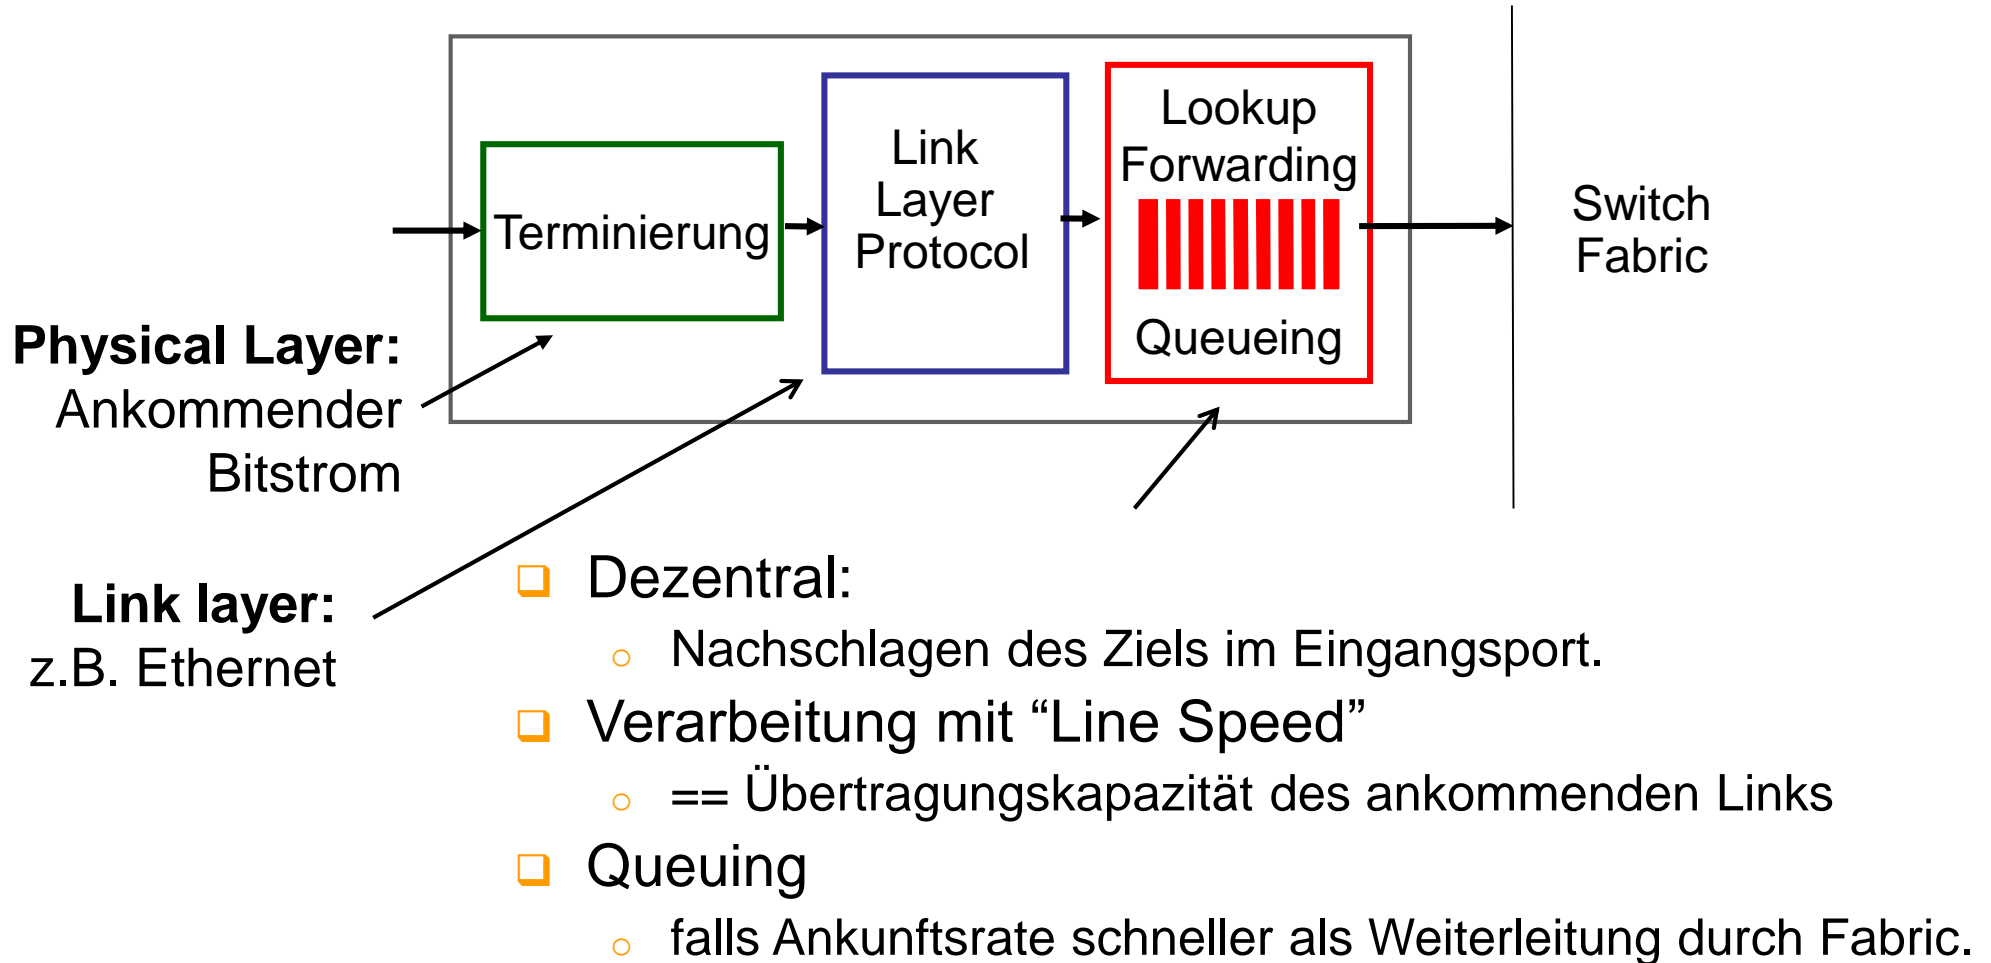 Terminierung
Link
Layer
Protocol
Lookup
Forwarding
Queueing
Switch
Fabric
Physical Layer:
Ankommender
Bitstrom
Link layer:
z.B. Ethernet
Dezentral:
Nachschlagen des Ziels im Eingangsport.
Verarbeitung mit “Line Speed”
== Übertragungskapazität des ankommenden Links
Queuing
falls Ankunftsrate schneller als Weiterleitung durch Fabric.